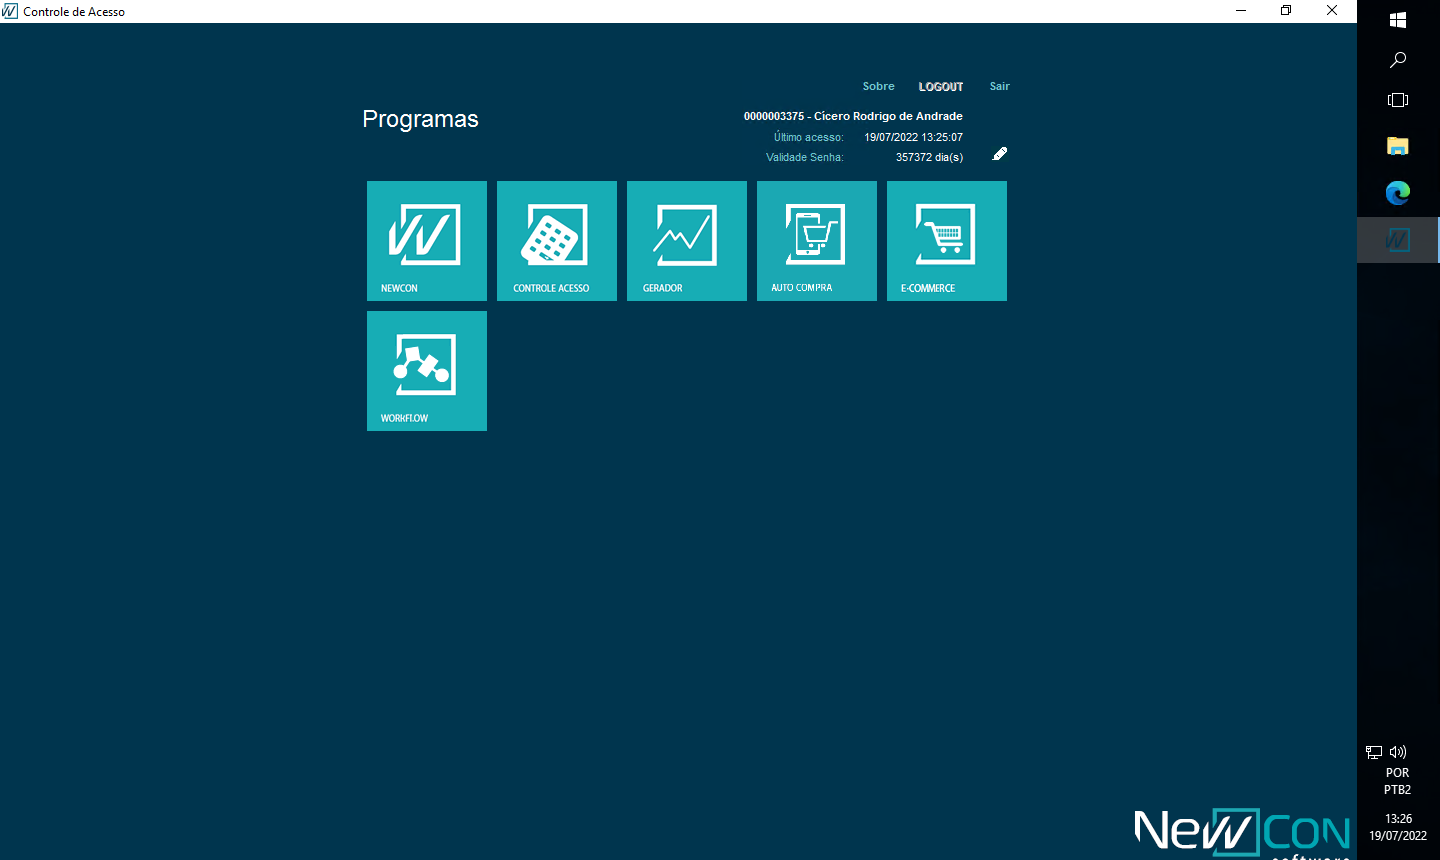 Controle de Acesso
Sobre LOGOUT Sair
Programas
0000003375 - Cícero Rodrigo de Andrade
Último acesso: 19/07/2022 13:25:07
Validade Senha: 357372 dia(s)
NEWCON
CONTROLE ACESSO
GERADOR
AUTO COMPRA
E-COMMERCE
WORKFLOW
NewCon
software
POR
PTB2
13:26
19/07/2022